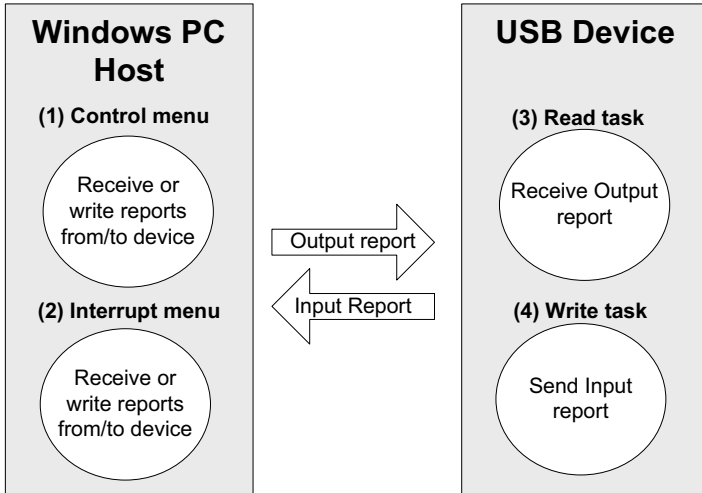 Windows PC
Host
(1) Control menu
Receive or
write reports
from/to device
(2) Interrupt menu
Receive or
write reports
from/to device
Output report
Input Report
USB Device
(3) Read task
Receive Output
report
(4) Write task
Send Input
report